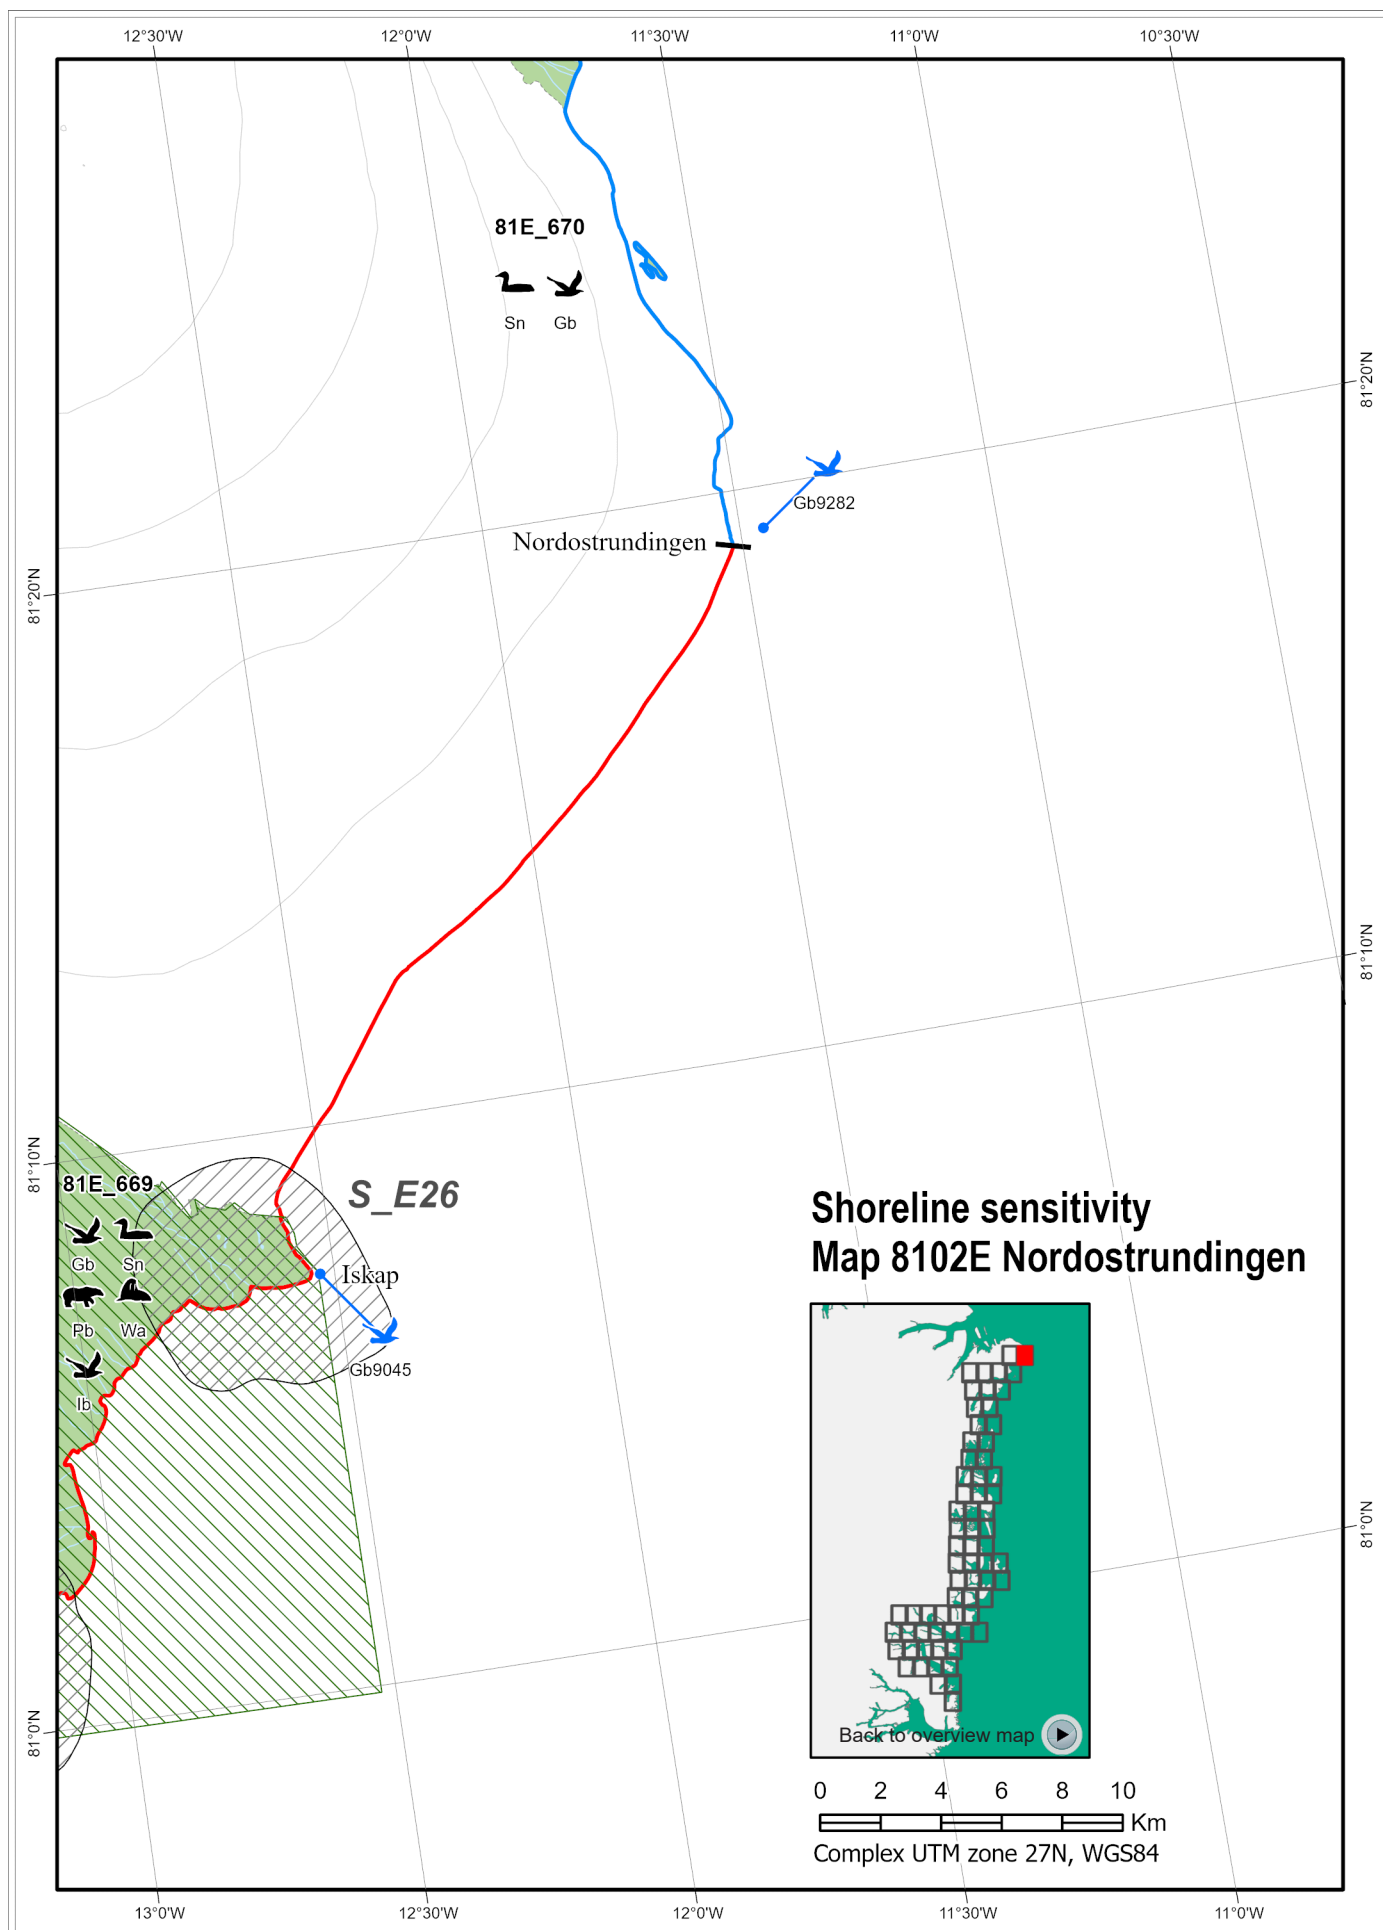 12°30'W
12°0'W
11°30'W
11°0'W
10°30'W
81E_670
Sn
Gb
81°20'N
Gb9282
Nordostrundingen
81°20'N
81°10'N
81°10'N
81E_669
S_E26
Gb
Sn
Iskap
Pb
Wa
Gb9045
Ib
Shoreline sensitivity
Map 8102E Nordostrundingen
81°0'N
81°0'N
Back to overview map
0 2 4 6 8 10
Km
Complex UTM zone 27N, WGS84
13°0'W
12°30'W
12°0'W
11°30'W
11°0'W